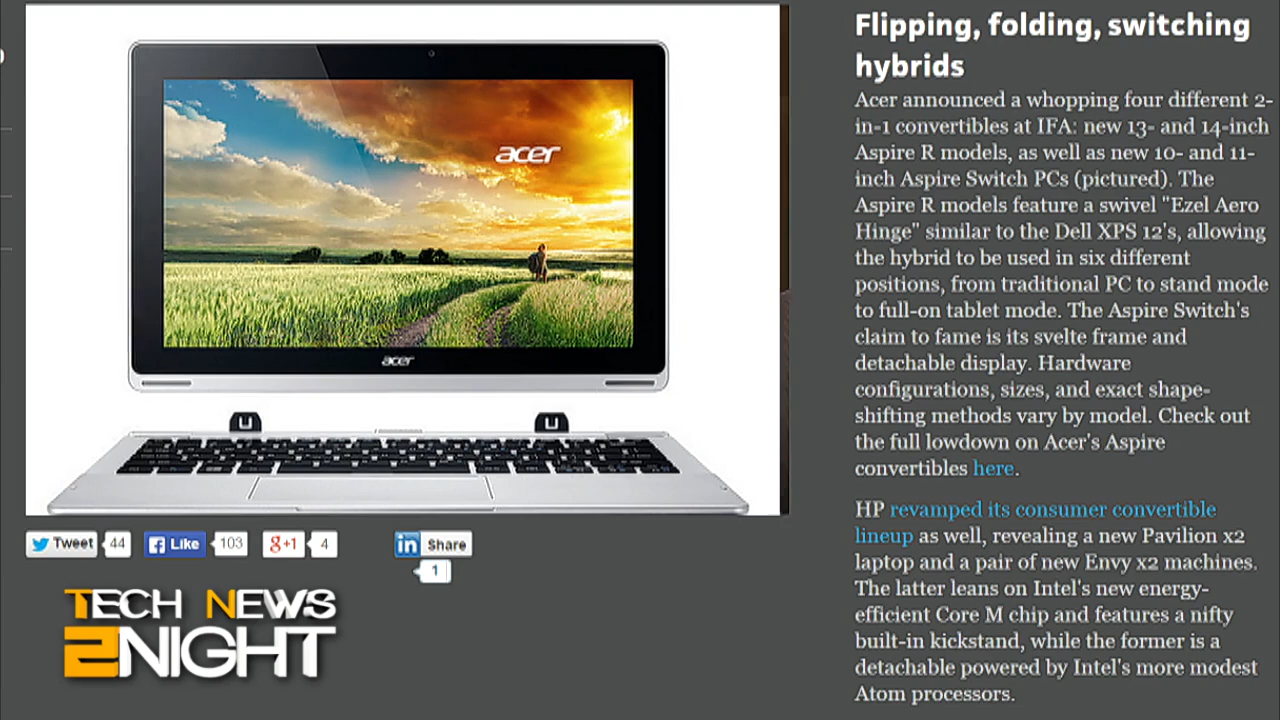 Flipping, folding, switching
hybrids
Acer announced a whopping four different 2-
in-1 convertibles at IFA: new 13- and 14-inch
Aspire R models, as well as new 10- and 11-
inch Aspire Switch PCs (pictured). The
Aspire R models feature a swivel "Ezel Aero
Hinge" similar to the Dell XPS 12's, allowing
the hybrid to be used in six different
positions, from traditional PC to stand mode
to full-on tablet mode. The Aspire Switch's
claim to fame is its svelte frame and
detachable display. Hardware
configurations, sizes, and exact shape-
shifting methods vary by model. Check out
the full lowdown on Acer's Aspire
convertibles here.
HP revamped its consumer convertible
lineup as well, revealing a new Pavilion x2
laptop and a pair of new Envy x2 machines.
The latter leans on Intel's new energy-
efficient Core M chip and features a nifty
built-in kickstand, while the former is a
detachable powered by Intel's more modest
Atom processors.
acer
acer
Tweet 44 Like 103 g+1 4 in Share
1
TECH NEWS
2NIGHT